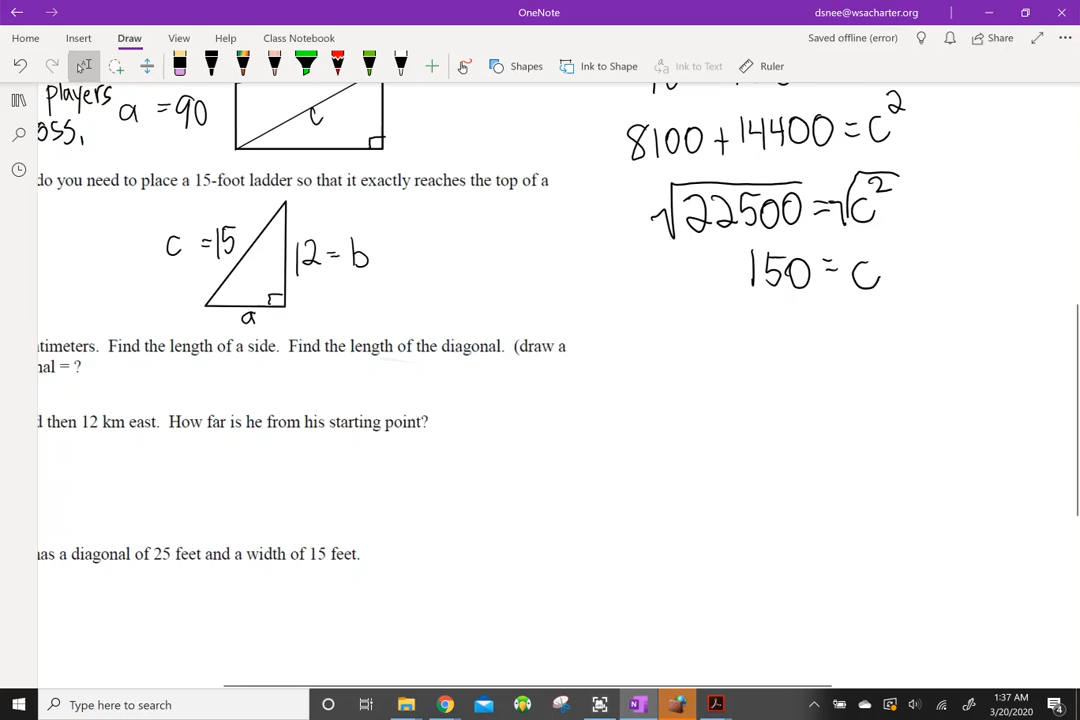 OneNote
dsnee@wsacharter.org
Home Insert Draw View Help Class Notebook
Saved offline (error) Share
Shapes Ink to Shape Ink to Text Ruler
players a = 90
oss,
c
8100 + 14400 = c²
do you need to place a 15-foot ladder so that it exactly reaches the top of a
√22500 = √c²
c = 15 12 = b
150 = c
a
timeters. Find the length of a side. Find the length of the diagonal. (draw a
nal = ?
then 12 km east. How far is he from his starting point?
has a diagonal of 25 feet and a width of 15 feet.
Type here to search
1:37 AM
3/20/2020
4